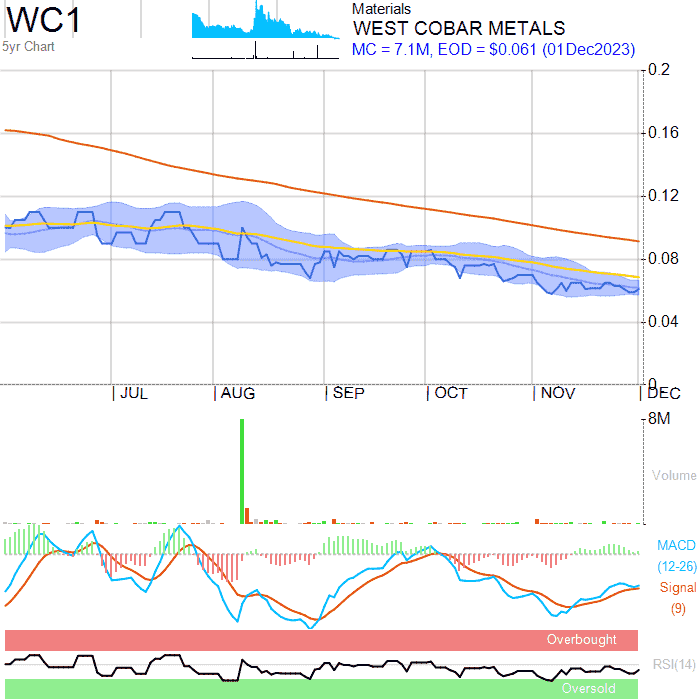 WC1
5yr Chart
Materials
WEST COBAR METALS
MC = 7.1M, EOD = $0.061 (01Dec2023)
0.2
0.16
0.12
0.08
0.04
0
JUL AUG SEP OCT NOV DEC
8M
Volume
MACD
(12-26)
Signal
(9)
Overbought
RSI(14)
Oversold